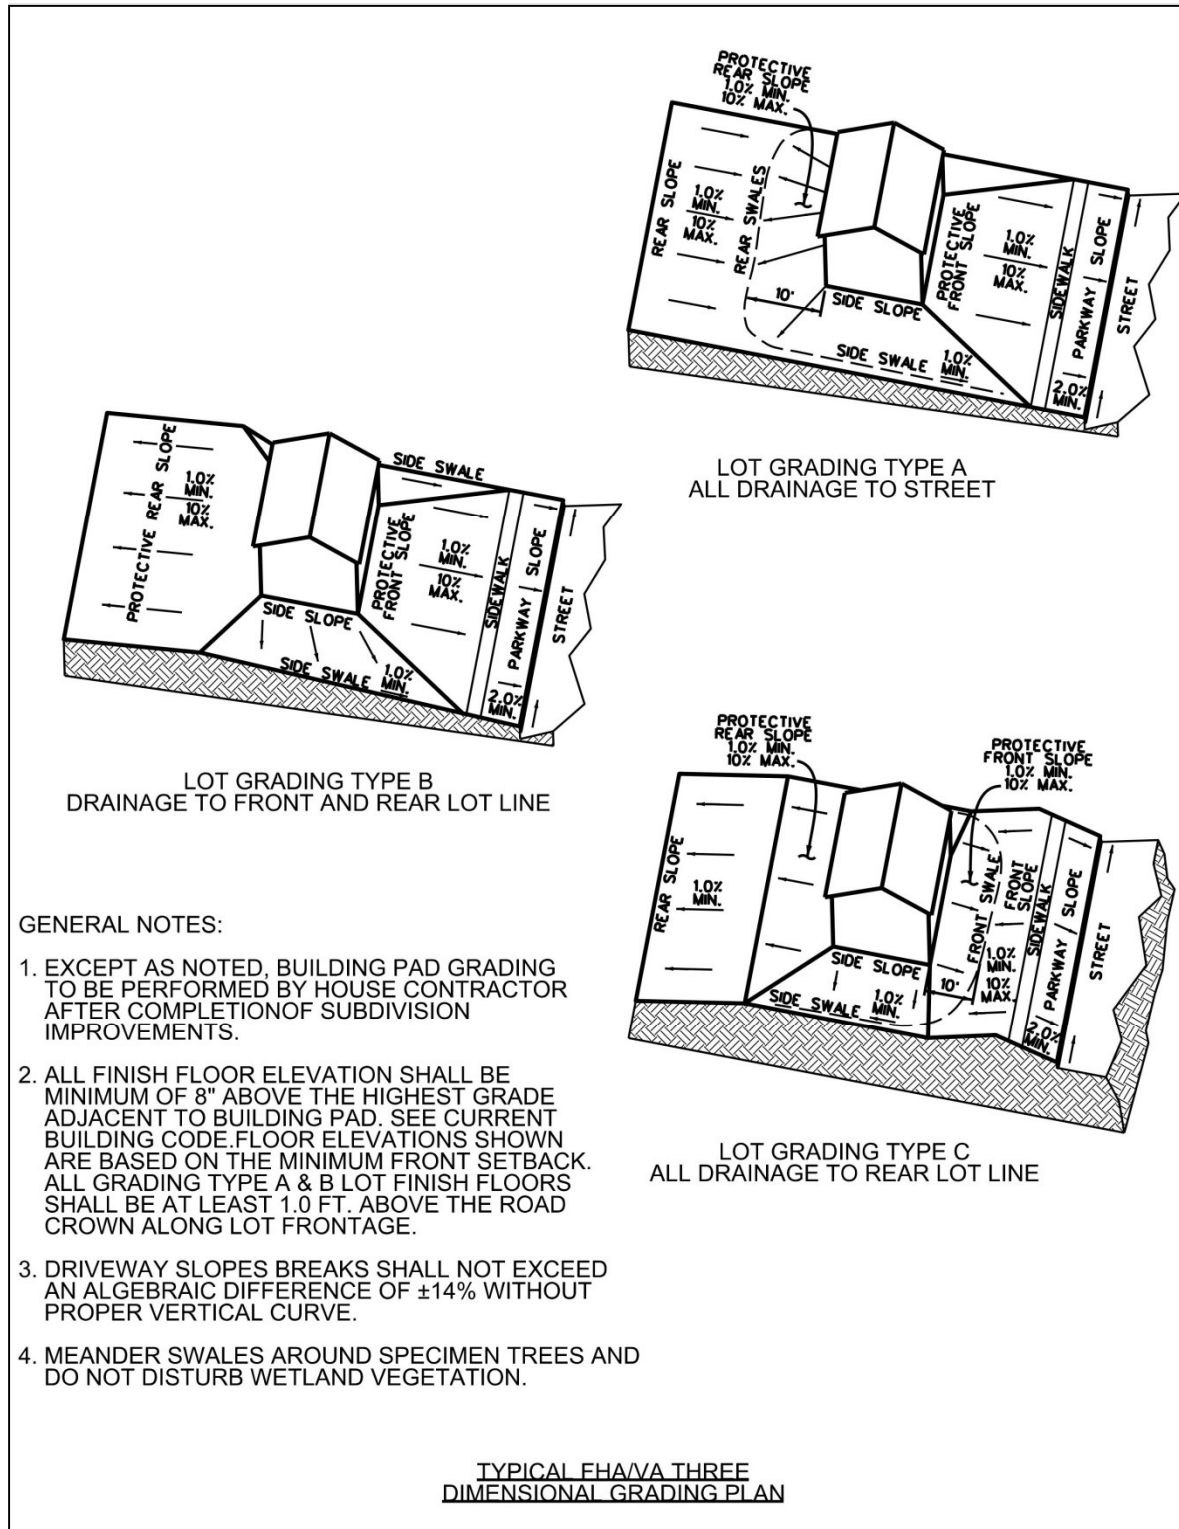 PROTECTIVE
REAR SLOPE
1.0% MIN.
10% MAX.
REAR SLOPE
1.0%
MIN.
10%
MAX.
REAR SWALES
10'
SIDE SLOPE
SIDE SWALE
1.0%
MIN.
PROTECTIVE
FRONT SLOPE
1.0%
MIN.
10%
MAX.
SIDEWALK
PARKWAY SLOPE
2.0%
MIN.
STREET
LOT GRADING TYPE A
ALL DRAINAGE TO STREET
PROTECTIVE REAR SLOPE
1.0%
MIN.
10%
MAX.
SIDE SWALE
SIDE SLOPE
SIDE SWALE
1.0%
MIN.
PROTECTIVE
FRONT SLOPE
1.0%
MIN.
10%
MAX.
SIDEWALK
PARKWAY SLOPE
2.0%
MIN.
STREET
LOT GRADING TYPE B
DRAINAGE TO FRONT AND REAR LOT LINE
PROTECTIVE
REAR SLOPE
1.0% MIN.
10% MAX.
PROTECTIVE
FRONT SLOPE
1.0% MIN.
10% MAX.
REAR SLOPE
1.0%
MIN.
SIDE SLOPE
SIDE SWALE
1.0%
MIN.
10'
FRONT SWALE
FRONT
SLOPE
1.0%
MIN.
10%
MAX.
SIDEWALK
PARKWAY SLOPE
2.0%
MIN.
STREET
LOT GRADING TYPE C
ALL DRAINAGE TO REAR LOT LINE
GENERAL NOTES:
1. EXCEPT AS NOTED, BUILDING PAD GRADING
TO BE PERFORMED BY HOUSE CONTRACTOR
AFTER COMPLETIONOF SUBDIVISION
IMPROVEMENTS.
2. ALL FINISH FLOOR ELEVATION SHALL BE
MINIMUM OF 8" ABOVE THE HIGHEST GRADE
ADJACENT TO BUILDING PAD. SEE CURRENT
BUILDING CODE.FLOOR ELEVATIONS SHOWN
ARE BASED ON THE MINIMUM FRONT SETBACK.
ALL GRADING TYPE A & B LOT FINISH FLOORS
SHALL BE AT LEAST 1.0 FT. ABOVE THE ROAD
CROWN ALONG LOT FRONTAGE.
3. DRIVEWAY SLOPES BREAKS SHALL NOT EXCEED
AN ALGEBRAIC DIFFERENCE OF ±14% WITHOUT
PROPER VERTICAL CURVE.
4. MEANDER SWALES AROUND SPECIMEN TREES AND
DO NOT DISTURB WETLAND VEGETATION.
TYPICAL FHA/VA THREE
DIMENSIONAL GRADING PLAN